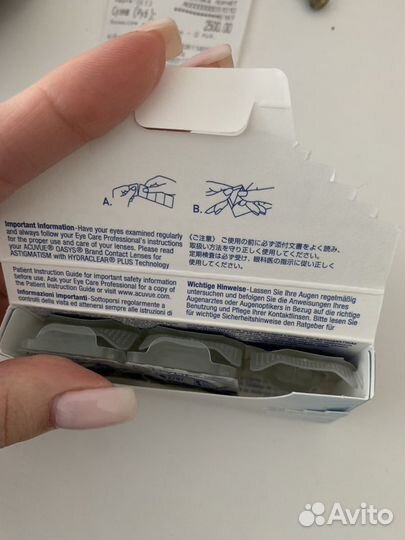 2500.00
A.
B.
Important Information-Have your eyes examined regularly
and always follow your Eye Care Professional's instructions
for the proper use and care of your lenses. Please read
your ACUVUE® OASYS® Brand Contact Lenses for
ASTIGMATISM with HYDRACLEAR® PLUS Technology
Patient Instruction Guide for important safety information
or ask your Eye Care Professional for a copy of
the Patient Instruction Guide or visit www.acuvue.com.
Informazioni importanti- Sottoporsi regolarmente a
controlli della vista ed attenersi sempre alle istruzioni di
〈ご注意〉ご使用の前に必ず添付文書をよく読み、
取扱い方法を守り正しく使用してください。
定期検査は必ず受け、眼科医の指示に従い正しく
使用してください。
Wichtige Hinweise- Lassen Sie Ihre Augen regelmäßig
untersuchen und befolgen Sie die Anweisungen Ihres
Augenarztes oder Augenoptikers in Bezug auf die richtige
Benutzung und Pflege Ihrer Kontaktlinsen. Bitte lesen Sie
für wichtige Sicherheitshinweise den Ratgeber für
Avito